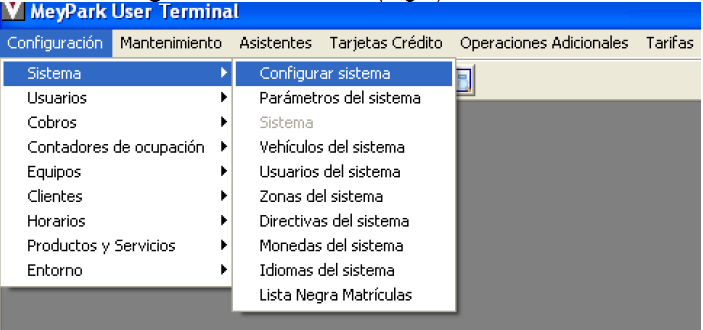 MeyPark User Terminal
Configuración Mantenimiento Asistentes Tarjetas Crédito Operaciones Adicionales Tarifas
Sistema
Usuarios
Cobros
Contadores de ocupación
Equipos
Clientes
Horarios
Productos y Servicios
Entorno
Configurar sistema
Parámetros del sistema
Sistema
Vehículos del sistema
Usuarios del sistema
Zonas del sistema
Directivas del sistema
Monedas del sistema
Idiomas del sistema
Lista Negra Matrículas